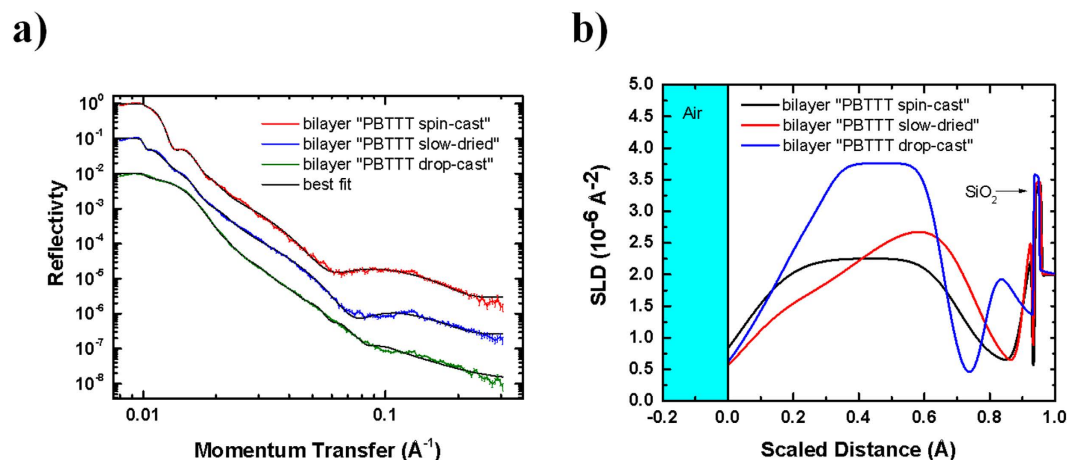 a)
10^0
10^-1
10^-2
10^-3
10^-4
10^-5
10^-6
10^-7
10^-8
Reflectivty
bilayer "PBTTT spin-cast"
bilayer "PBTTT slow-dried"
bilayer "PBTTT drop-cast"
best fit
0.01 0.1
Momentum Transfer (Å^-1)
b)
5.0
4.5
4.0
3.5
3.0
2.5
2.0
1.5
1.0
0.5
0.0
SLD (10^-6 Å^-2)
Air
bilayer "PBTTT spin-cast"
bilayer "PBTTT slow-dried"
bilayer "PBTTT drop-cast"
SiO2
-0.2 0.0 0.2 0.4 0.6 0.8 1.0
Scaled Distance (Å)